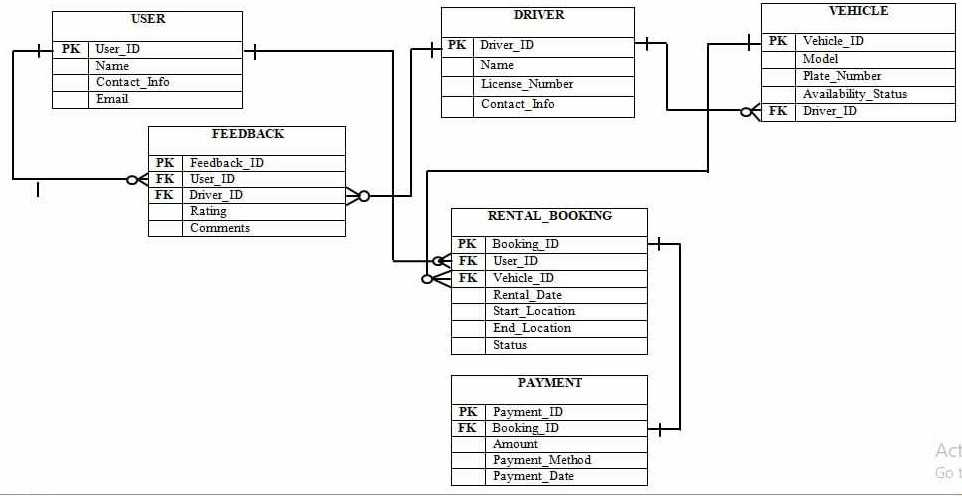 USER
PK User_ID
Name
Contact_Info
Email
DRIVER
PK Driver_ID
Name
License_Number
Contact_Info
VEHICLE
PK Vehicle_ID
Model
Plate_Number
Availability_Status
FK Driver_ID
FEEDBACK
PK Feedback_ID
FK User_ID
FK Driver_ID
Rating
Comments
RENTAL_BOOKING
PK Booking_ID
FK User_ID
FK Vehicle_ID
Rental_Date
Start_Location
End_Location
Status
PAYMENT
PK Payment_ID
FK Booking_ID
Amount
Payment_Method
Payment_Date
Act
Go t